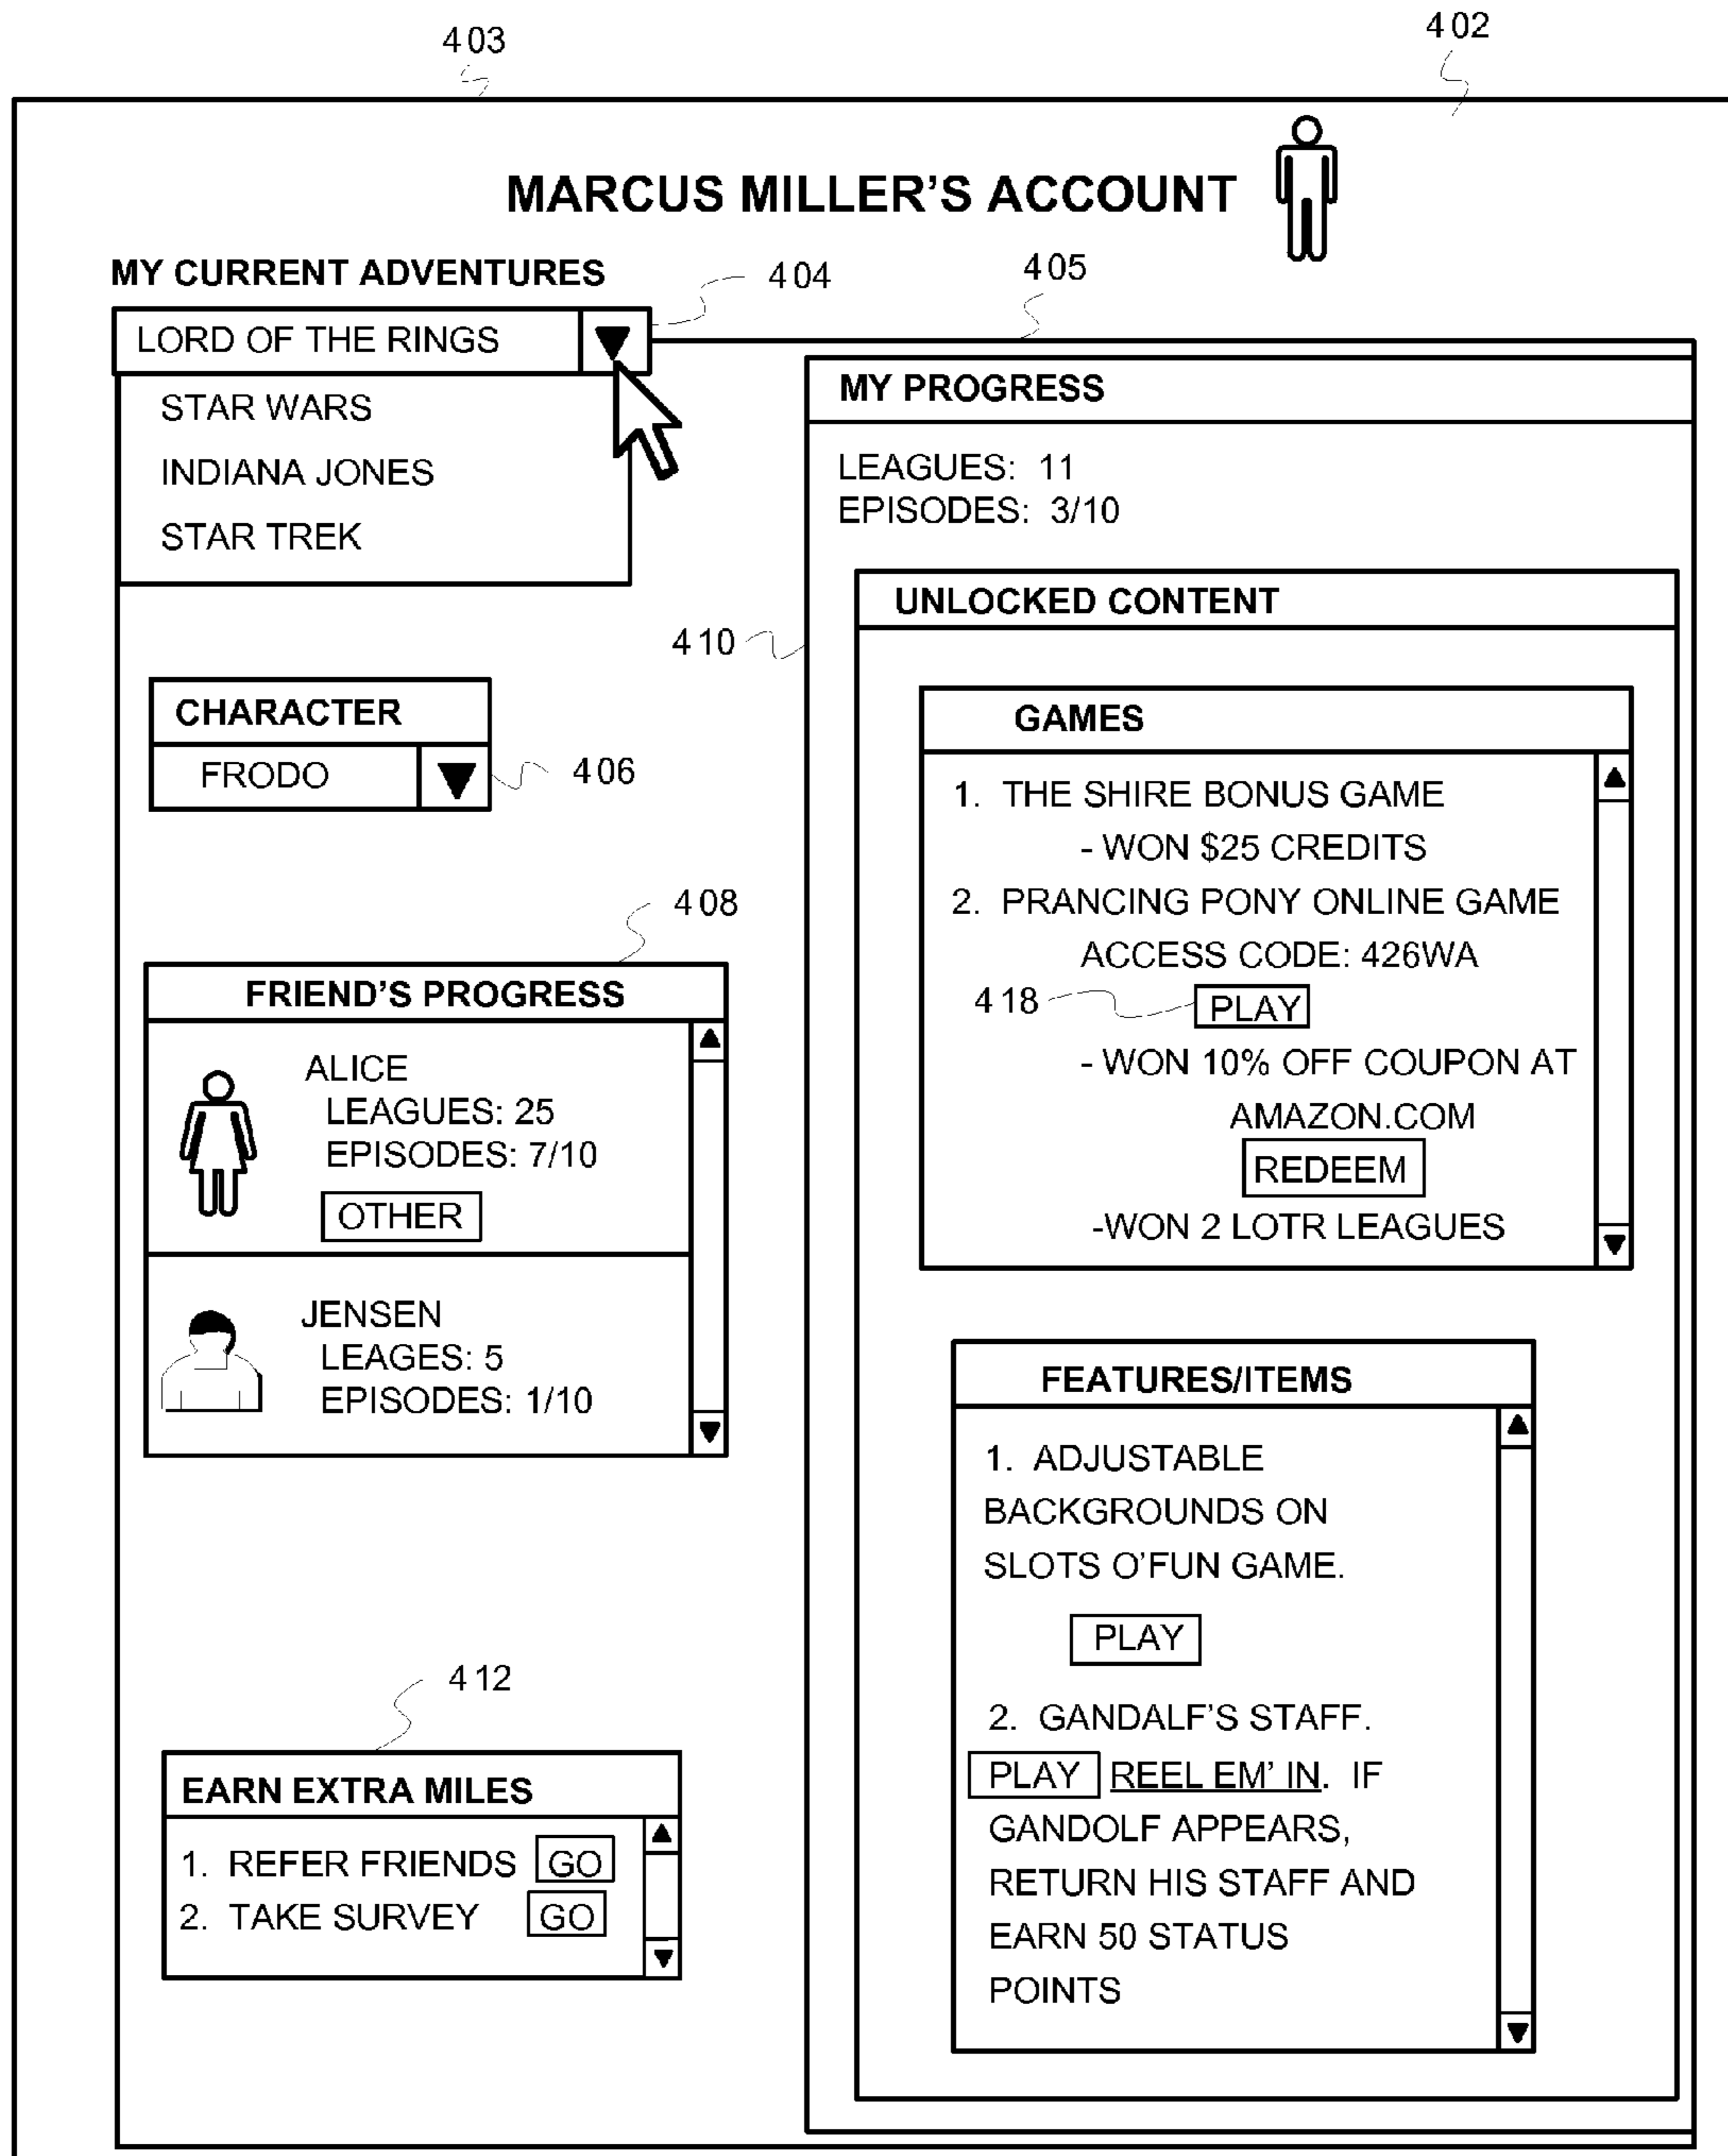 403
402
MARCUS MILLER'S ACCOUNT
MY CURRENT ADVENTURES
404
405
LORD OF THE RINGS
STAR WARS
INDIANA JONES
STAR TREK
CHARACTER
FRODO
406
408
FRIEND'S PROGRESS
ALICE
LEAGUES: 25
EPISODES: 7/10
OTHER
JENSEN
LEAGES: 5
EPISODES: 1/10
412
EARN EXTRA MILES
1. REFER FRIENDS GO
2. TAKE SURVEY GO
MY PROGRESS
LEAGUES: 11
EPISODES: 3/10
410
UNLOCKED CONTENT
GAMES
1. THE SHIRE BONUS GAME
- WON $25 CREDITS
2. PRANCING PONY ONLINE GAME
ACCESS CODE: 426WA
418
PLAY
- WON 10% OFF COUPON AT
AMAZON.COM
REDEEM
-WON 2 LOTR LEAGUES
FEATURES/ITEMS
1. ADJUSTABLE
BACKGROUNDS ON
SLOTS O'FUN GAME.
PLAY
2. GANDALF'S STAFF.
PLAY REEL EM' IN. IF
GANDOLF APPEARS,
RETURN HIS STAFF AND
EARN 50 STATUS
POINTS